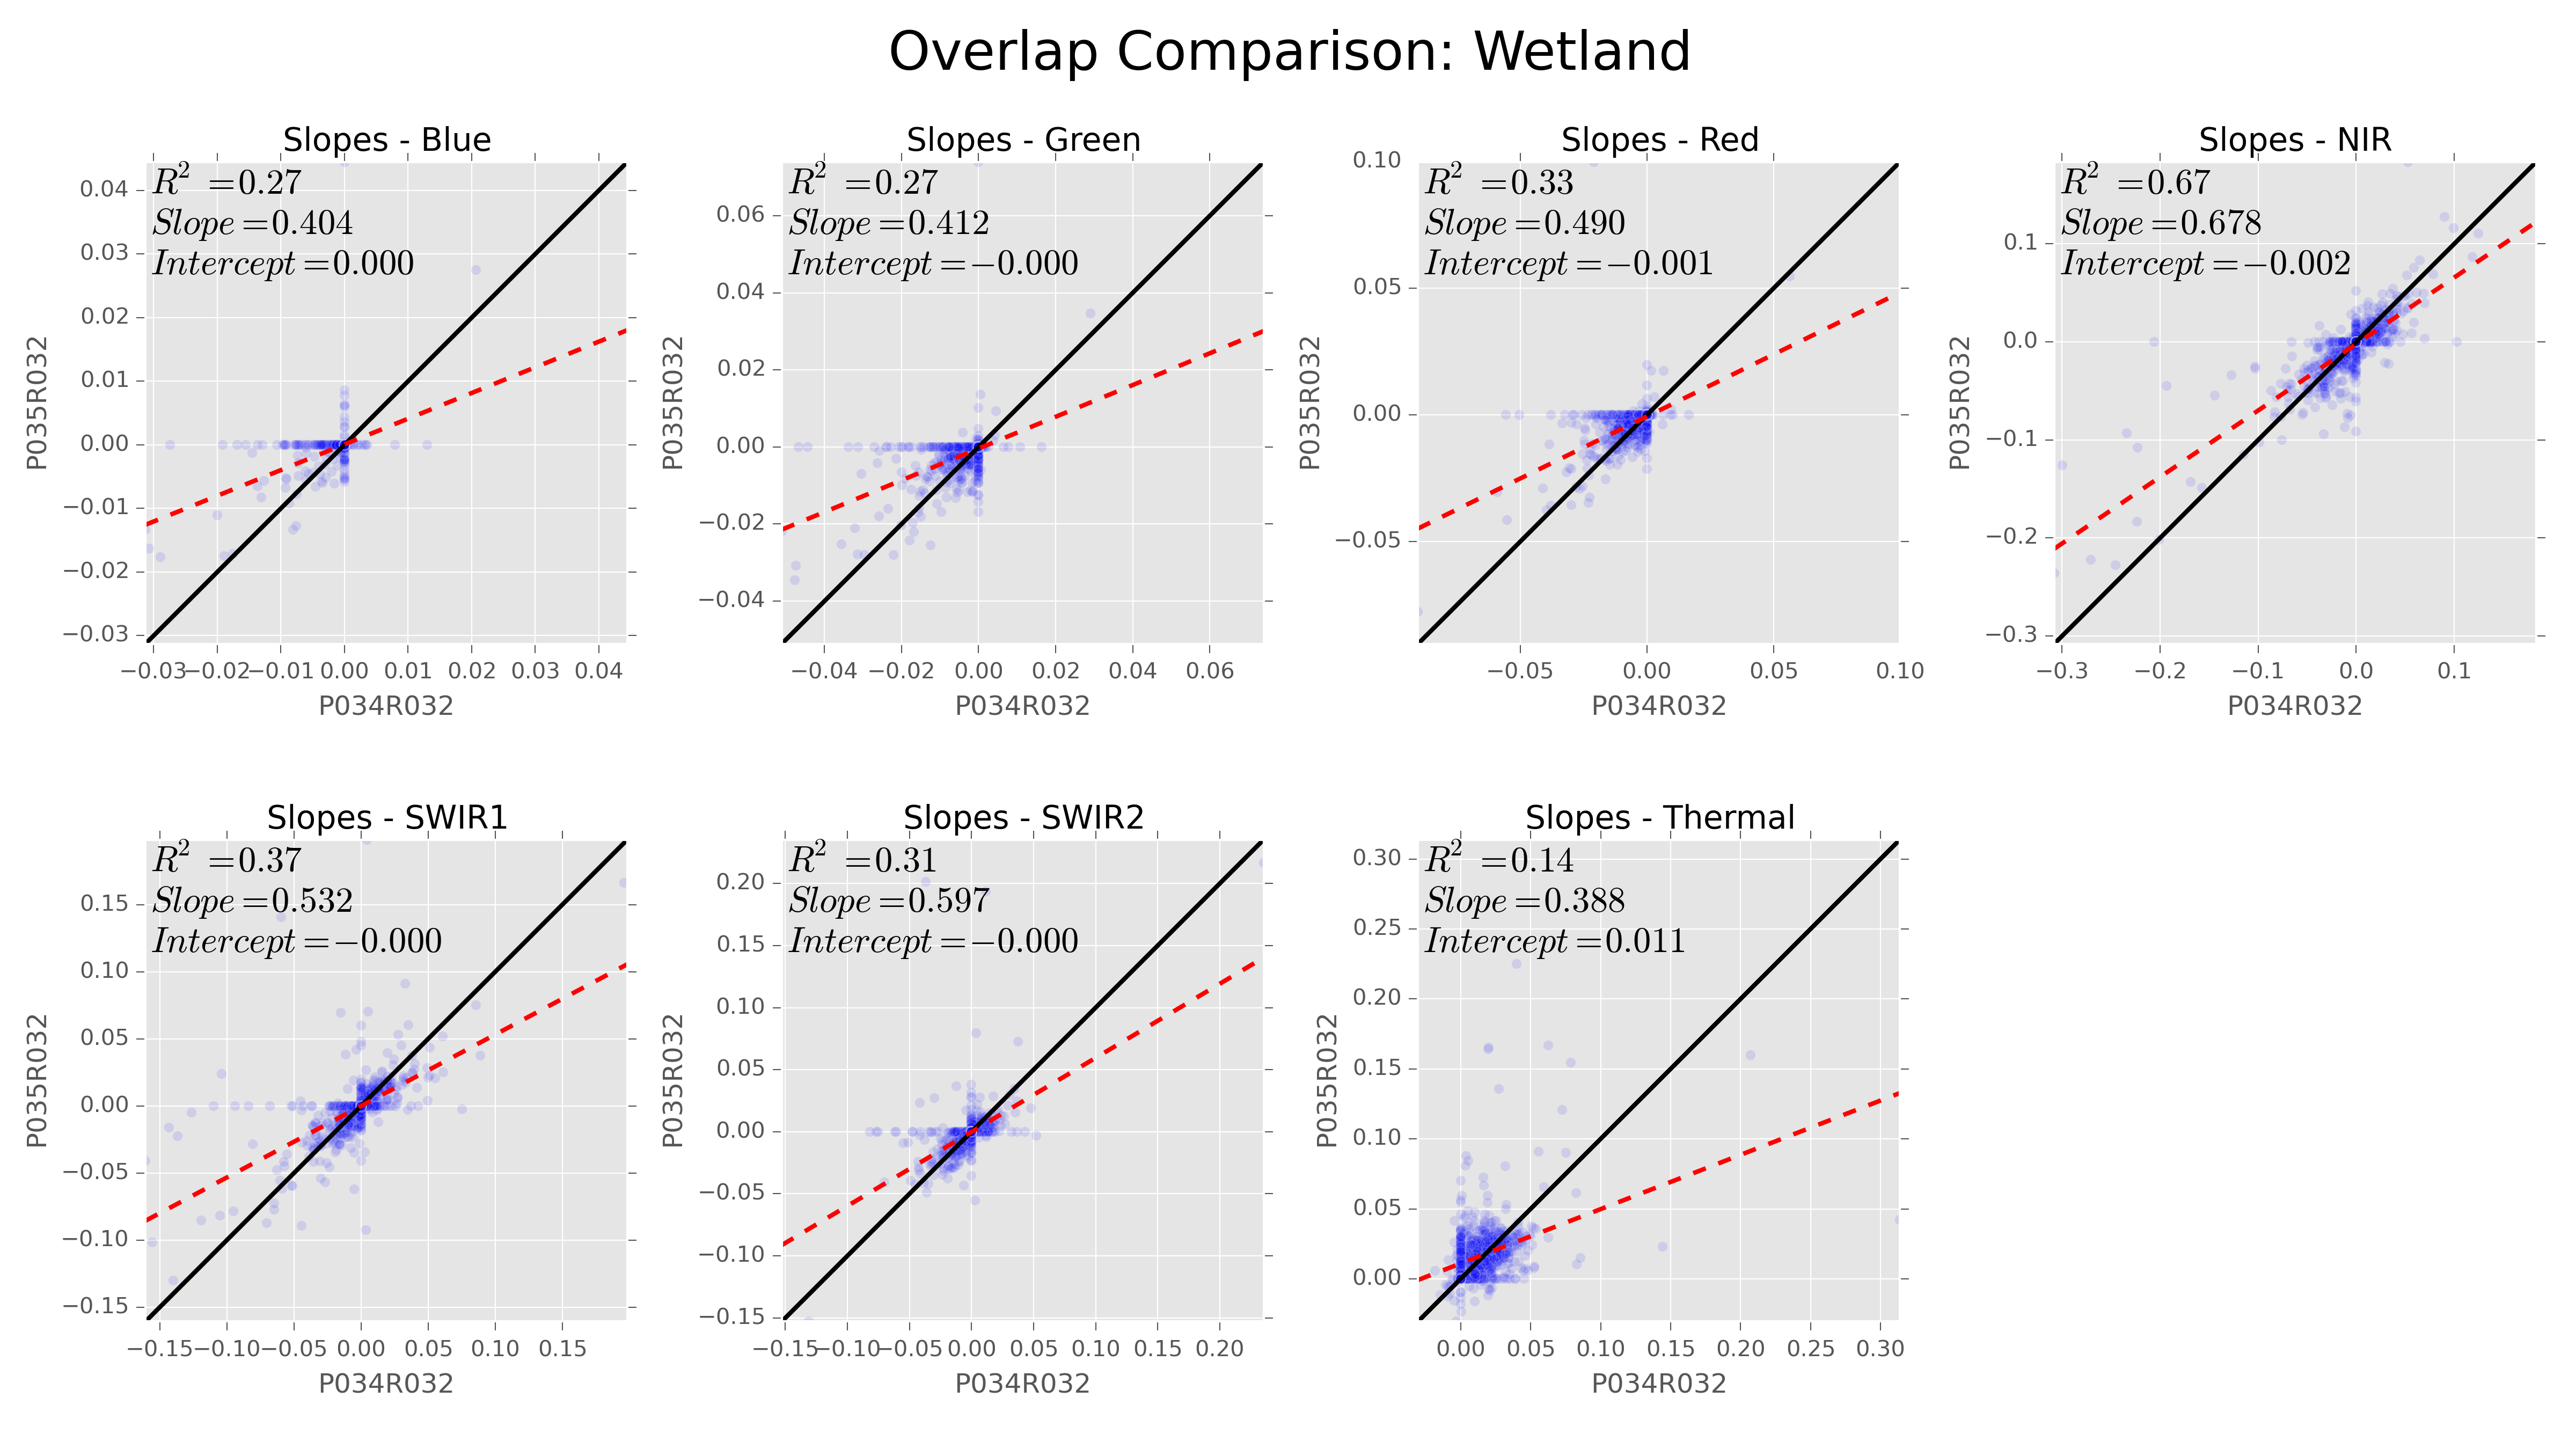 Overlap Comparison: Wetland
Slopes - Blue
R² =0.27
Slope=0.404
Intercept=0.000
0.04
0.03
0.02
0.01
0.00
−0.01
−0.02
−0.03
P035R032
−0.03 −0.02 −0.01 0.00 0.01 0.02 0.03 0.04
P034R032
Slopes - Green
R² =0.27
Slope=0.412
Intercept=−0.000
0.06
0.04
0.02
0.00
−0.02
−0.04
P035R032
−0.04 −0.02 0.00 0.02 0.04 0.06
P034R032
Slopes - Red
R² =0.33
Slope=0.490
Intercept=−0.001
0.10
0.05
0.00
−0.05
P035R032
−0.05 0.00 0.05 0.10
P034R032
Slopes - NIR
R² =0.67
Slope=0.678
Intercept=−0.002
0.1
0.0
−0.1
−0.2
−0.3
P035R032
−0.3 −0.2 −0.1 0.0 0.1
P034R032
Slopes - SWIR1
R² =0.37
Slope=0.532
Intercept=−0.000
0.15
0.10
0.05
0.00
−0.05
−0.10
−0.15
P035R032
−0.15 −0.10 −0.05 0.00 0.05 0.10 0.15
P034R032
Slopes - SWIR2
R² =0.31
Slope=0.597
Intercept=−0.000
0.20
0.15
0.10
0.05
0.00
−0.05
−0.10
−0.15
P035R032
−0.15 −0.10 −0.05 0.00 0.05 0.10 0.15 0.20
P034R032
Slopes - Thermal
R² =0.14
Slope=0.388
Intercept=0.011
0.30
0.25
0.20
0.15
0.10
0.05
0.00
P035R032
0.00 0.05 0.10 0.15 0.20 0.25 0.30
P034R032